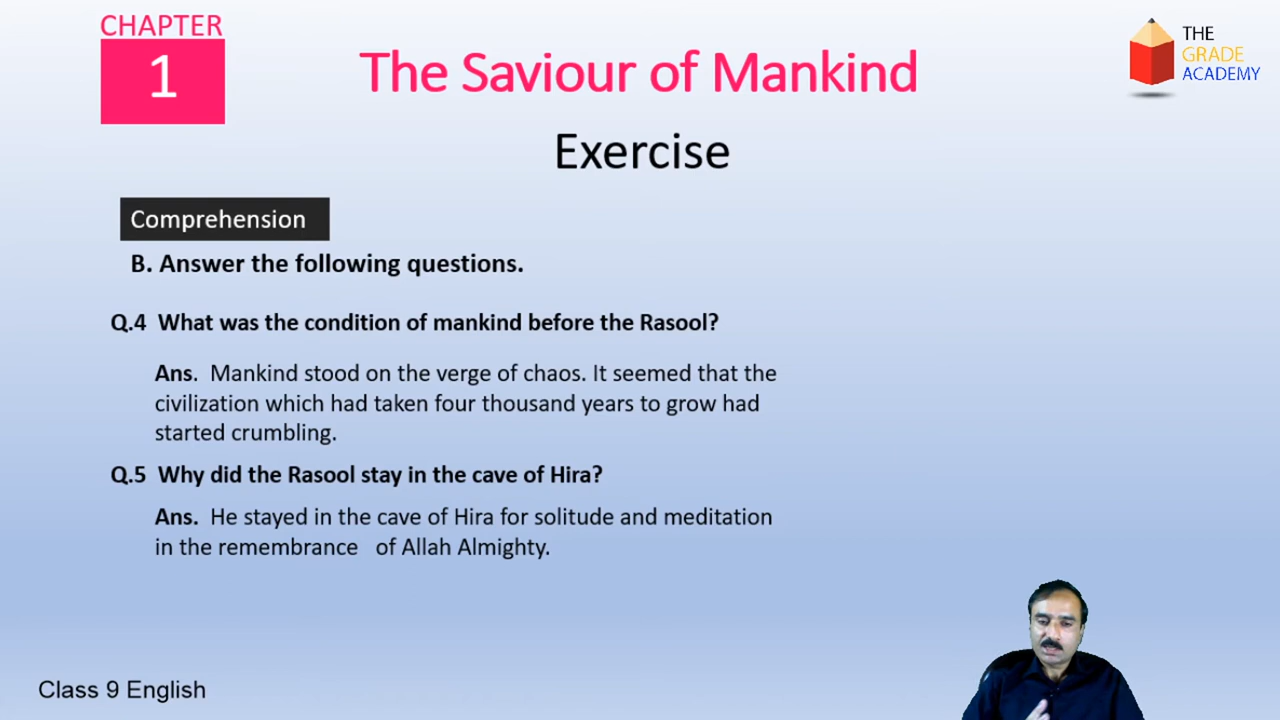 CHAPTER
1
The Saviour of Mankind
THE
GRADE
ACADEMY
Exercise
Comprehension
B. Answer the following questions.
Q.4 What was the condition of mankind before the Rasool?
Ans. Mankind stood on the verge of chaos. It seemed that the
civilization which had taken four thousand years to grow had
started crumbling.
Q.5 Why did the Rasool stay in the cave of Hira?
Ans. He stayed in the cave of Hira for solitude and meditation
in the remembrance of Allah Almighty.
Class 9 English